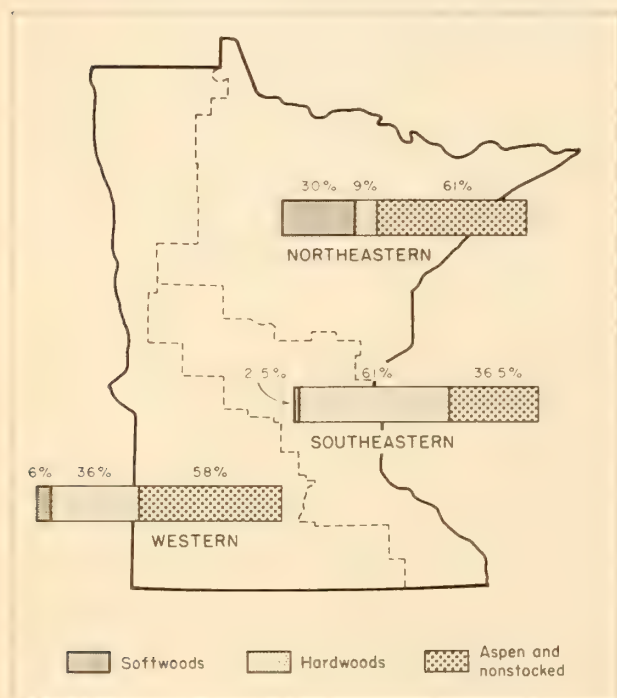 30% 9% 61%
NORTHEASTERN
2.5% 61% 36.5%
SOUTHEASTERN
6% 36% 58%
WESTERN
Softwoods Hardwoods Aspen and
nonstocked